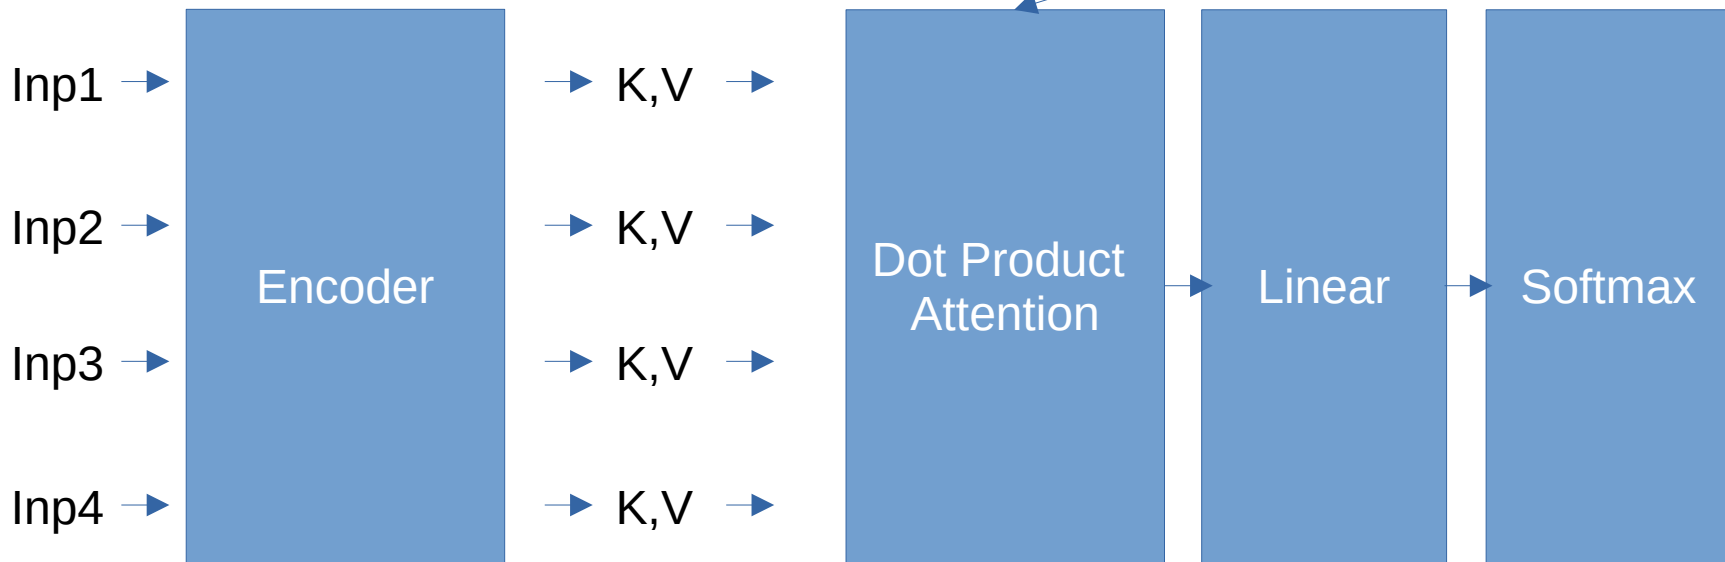 Inp1
K,V
Inp2
K,V
Inp3
K,V
Inp4
K,V
Encoder
Dot Product
Attention
Linear
Softmax